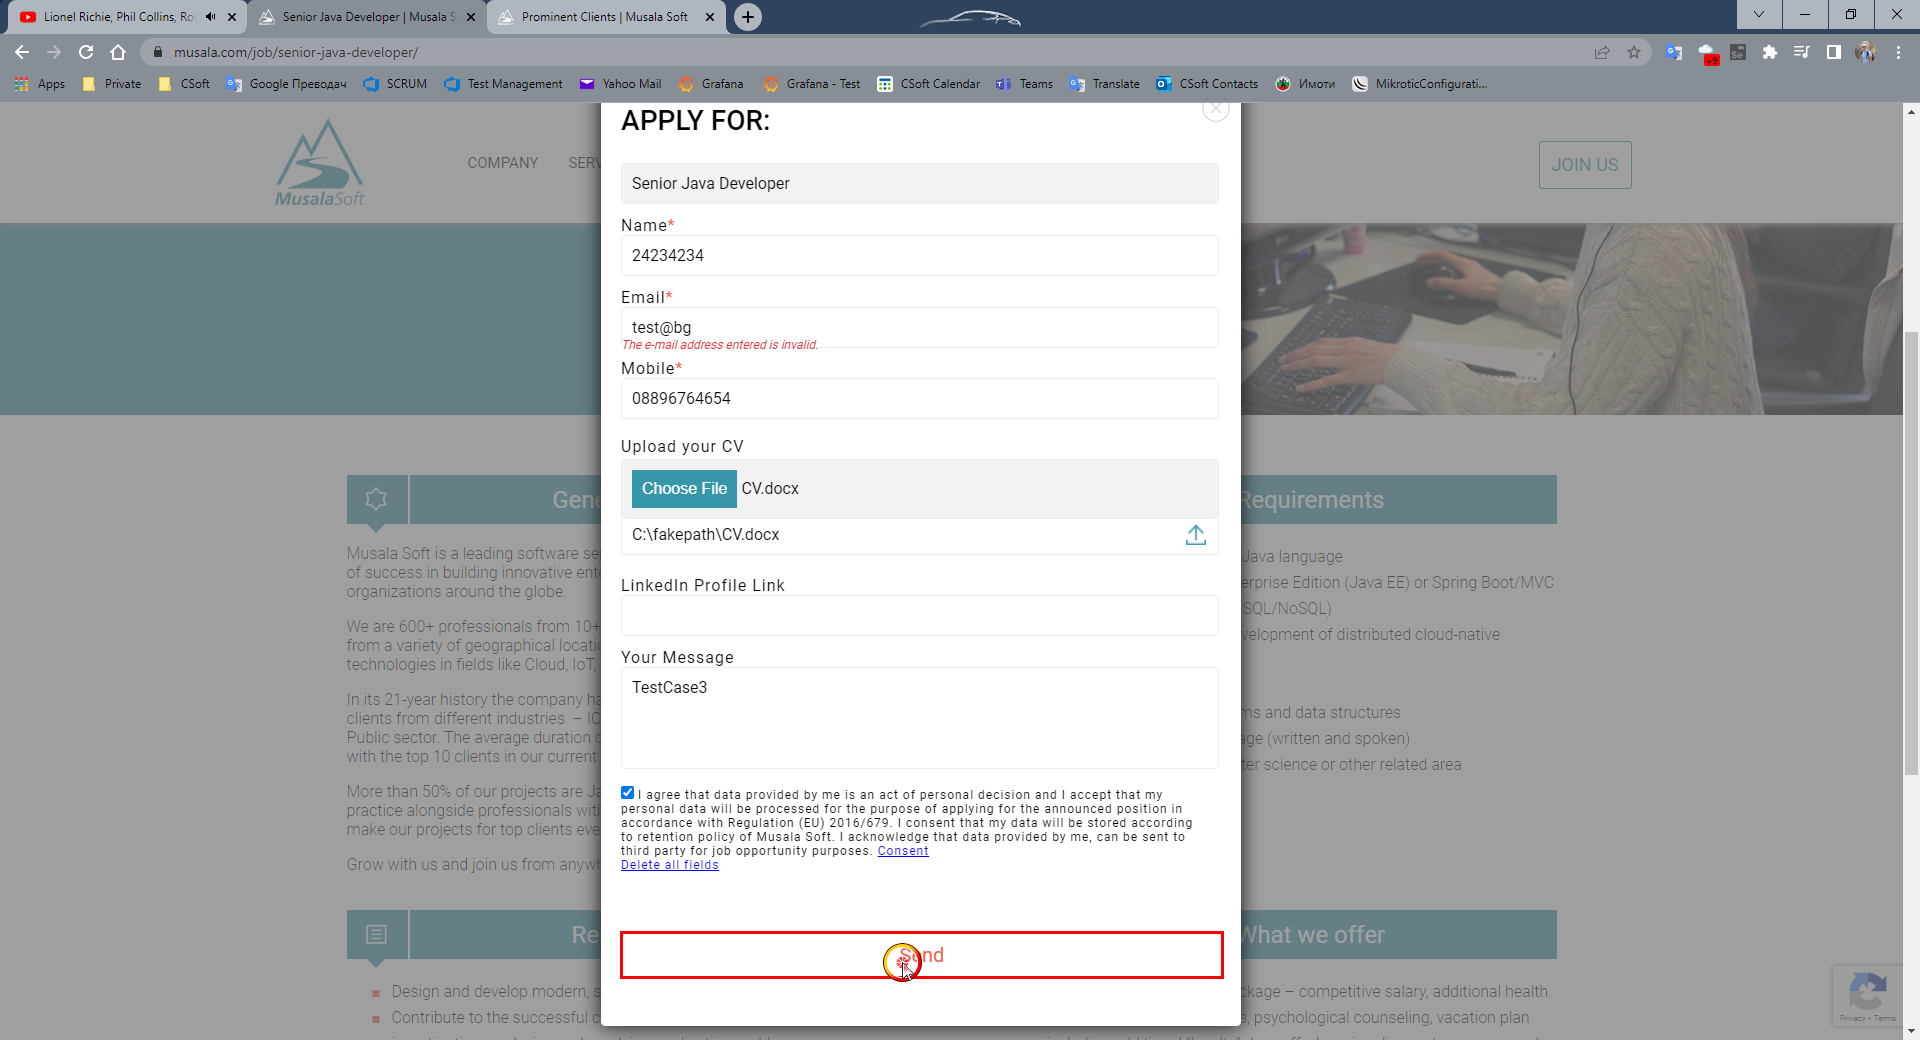 Lionel Richie, Phil Collins, Ro
Senior Java Developer | Musala S
Prominent Clients | Musala Soft
musala.com/job/senior-java-developer/
Apps Private CSoft Google Преводач SCRUM Test Management Yahoo Mail Grafana Grafana - Test CSoft Calendar Teams Translate CSoft Contacts Имоти MikroticConfigurati...
MusalaSoft
COMPANY SERV
JOIN US
APPLY FOR:
Senior Java Developer
Name*
24234234
Email*
test@bg
The e-mail address entered is invalid.
Mobile*
08896764654
Upload your CV
Choose File CV.docx
C:\fakepath\CV.docx
LinkedIn Profile Link
Your Message
TestCase3
I agree that data provided by me is an act of personal decision and I accept that my
personal data will be processed for the purpose of applying for the announced position in
accordance with Regulation (EU) 2016/679. I consent that my data will be stored according
to retention policy of Musala Soft. I acknowledge that data provided by me, can be sent to
third party for job opportunity purposes. Consent
Delete all fields
Send
Gene
Musala Soft is a leading software se
of success in building innovative ent
organizations around the globe.
We are 600+ professionals from 10+
from a variety of geographical locatio
technologies in fields like Cloud, IoT,
In its 21-year history the company ha
clients from different industries – IC
Public sector. The average duration o
with the top 10 clients in our current
More than 50% of our projects are Ja
practice alongside professionals with
make our projects for top clients eve
Grow with us and join us from anywh
Requirements
Java language
erprise Edition (Java EE) or Spring Boot/MVC
SQL/NoSQL)
velopment of distributed cloud-native
ms and data structures
age (written and spoken)
ter science or other related area
Re
Design and develop modern, s
Contribute to the successful c
What we offer
ckage – competitive salary, additional health
s, psychological counseling, vacation plan
Privacy - Terms